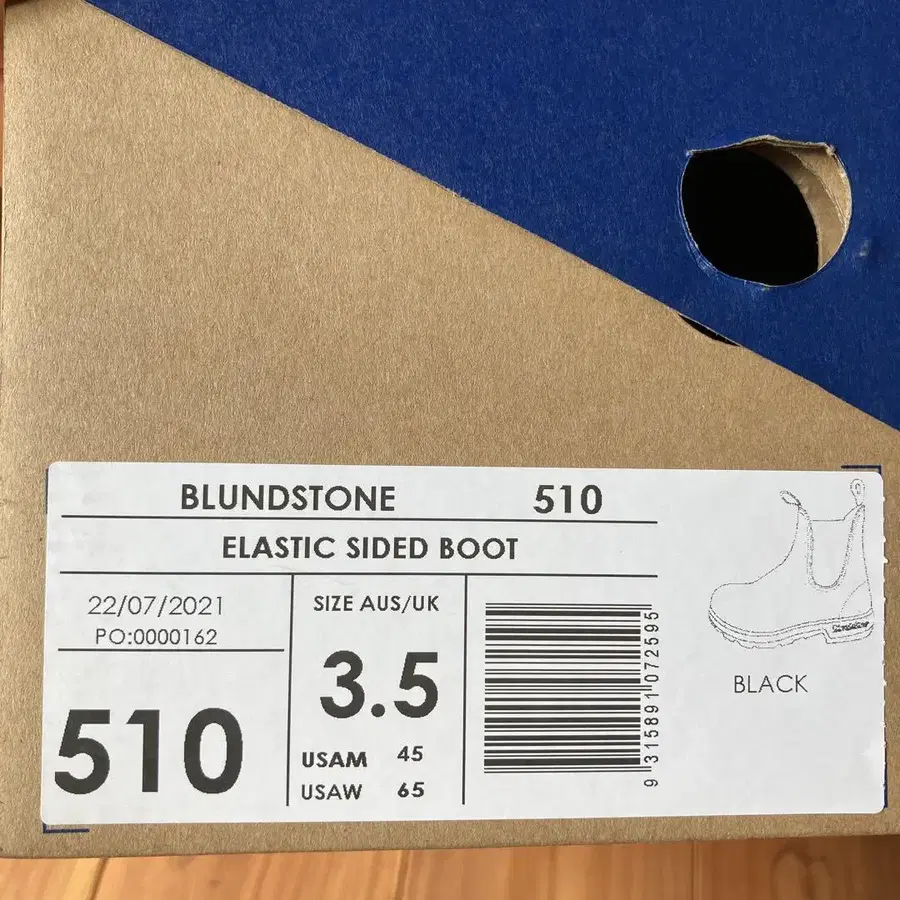 BLUNDSTONE 510
ELASTIC SIDED BOOT
22/07/2021
PO:0000162
510
SIZE AUS/UK
3.5
USAM 45
USAW 65
9 315891 072595
BLACK